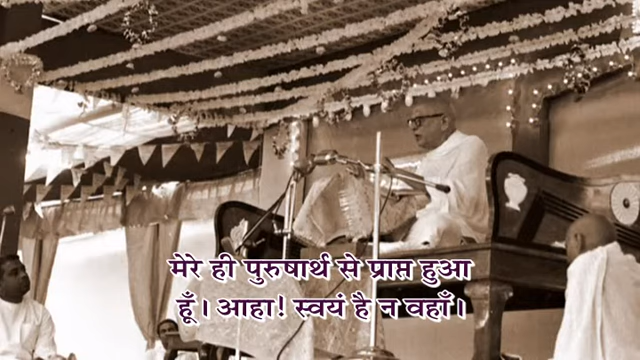 मेरे ही पुरुषार्थ से प्राप्त हुआ
हूँ। आहा! स्वयं है न वहाँ।